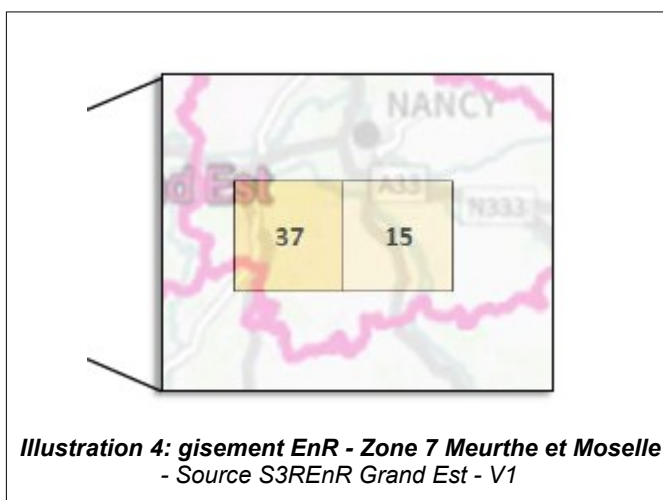 NANCY
d Est
A33
N333
37
15
Illustration 4: gisement EnR - Zone 7 Meurthe et Moselle
- Source S3REnR Grand Est - V1